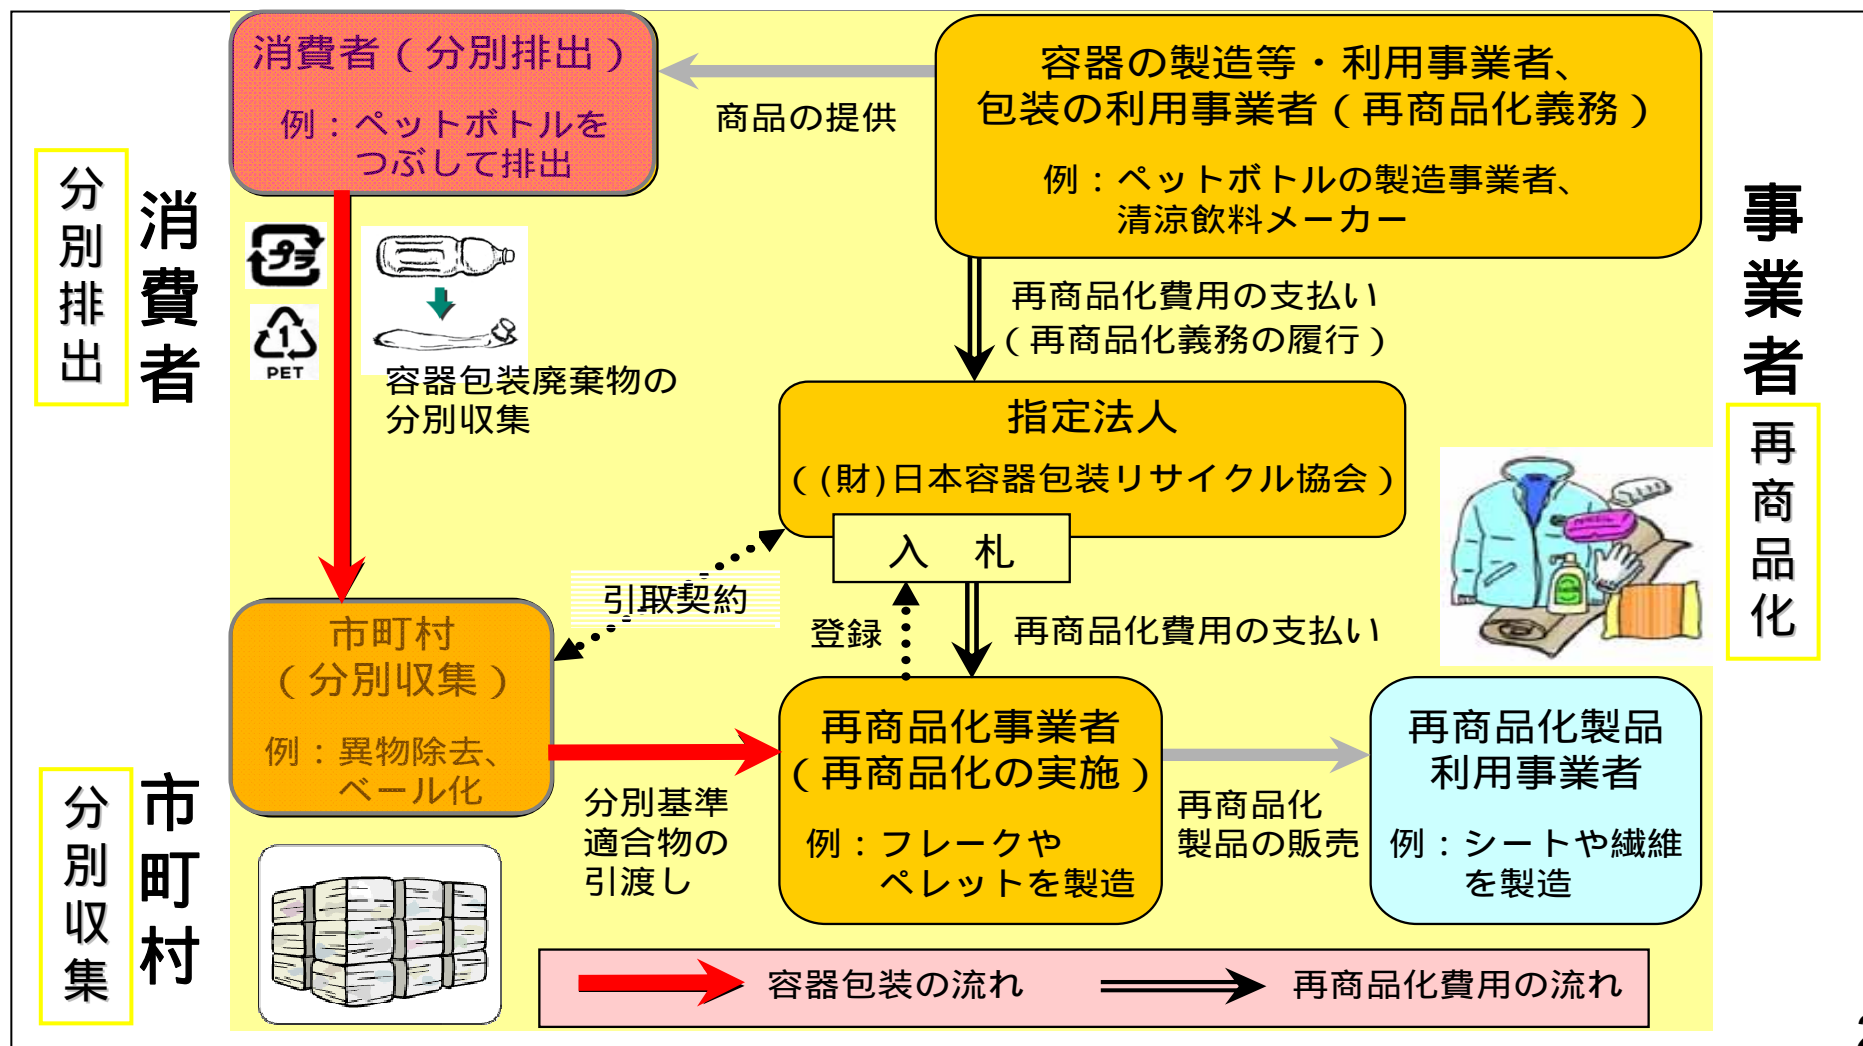 消費者（分別排出）
例：ペットボトルを
つぶして排出
商品の提供
容器の製造等・利用事業者、
包装の利用事業者（再商品化義務）
例：ペットボトルの製造事業者、
清涼飲料メーカー
分別排出
消費者
プラ
1
PET
容器包装廃棄物の
分別収集
再商品化費用の支払い
（再商品化義務の履行）
事業者
再商品化
指定法人
（(財)日本容器包装リサイクル協会）
入 札
引取契約
登録
再商品化費用の支払い
市町村
（分別収集）
例：異物除去、
ベール化
分別基準
適合物の
引渡し
再商品化事業者
（再商品化の実施）
例：フレークや
ペレットを製造
再商品化
製品の販売
再商品化製品
利用事業者
例：シートや繊維
を製造
分別収集
市町村
容器包装の流れ
再商品化費用の流れ